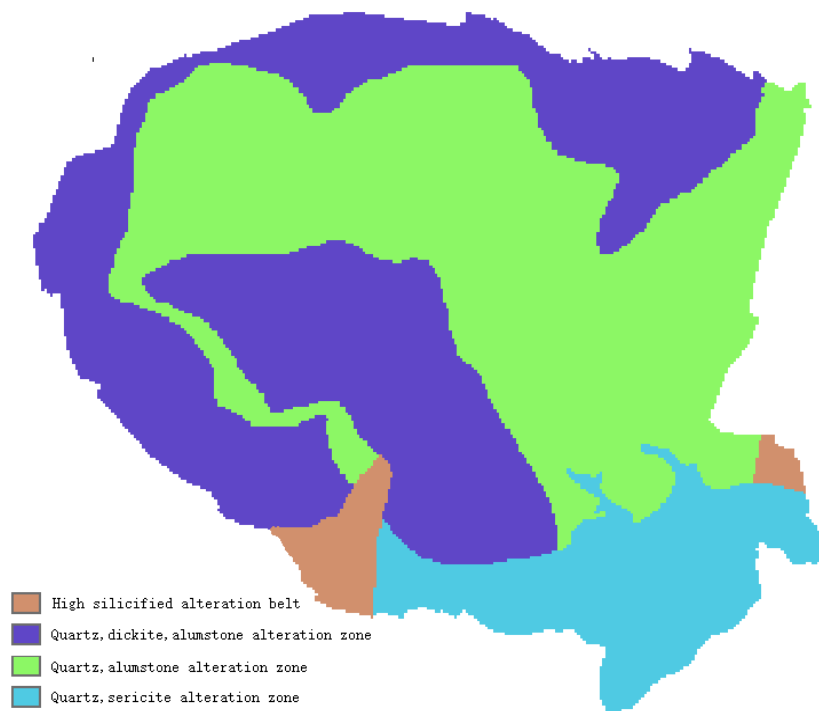 High silicified alteration belt
Quartz,dickite,alumstone alteration zone
Quartz,alumstone alteration zone
Quartz,sericite alteration zone